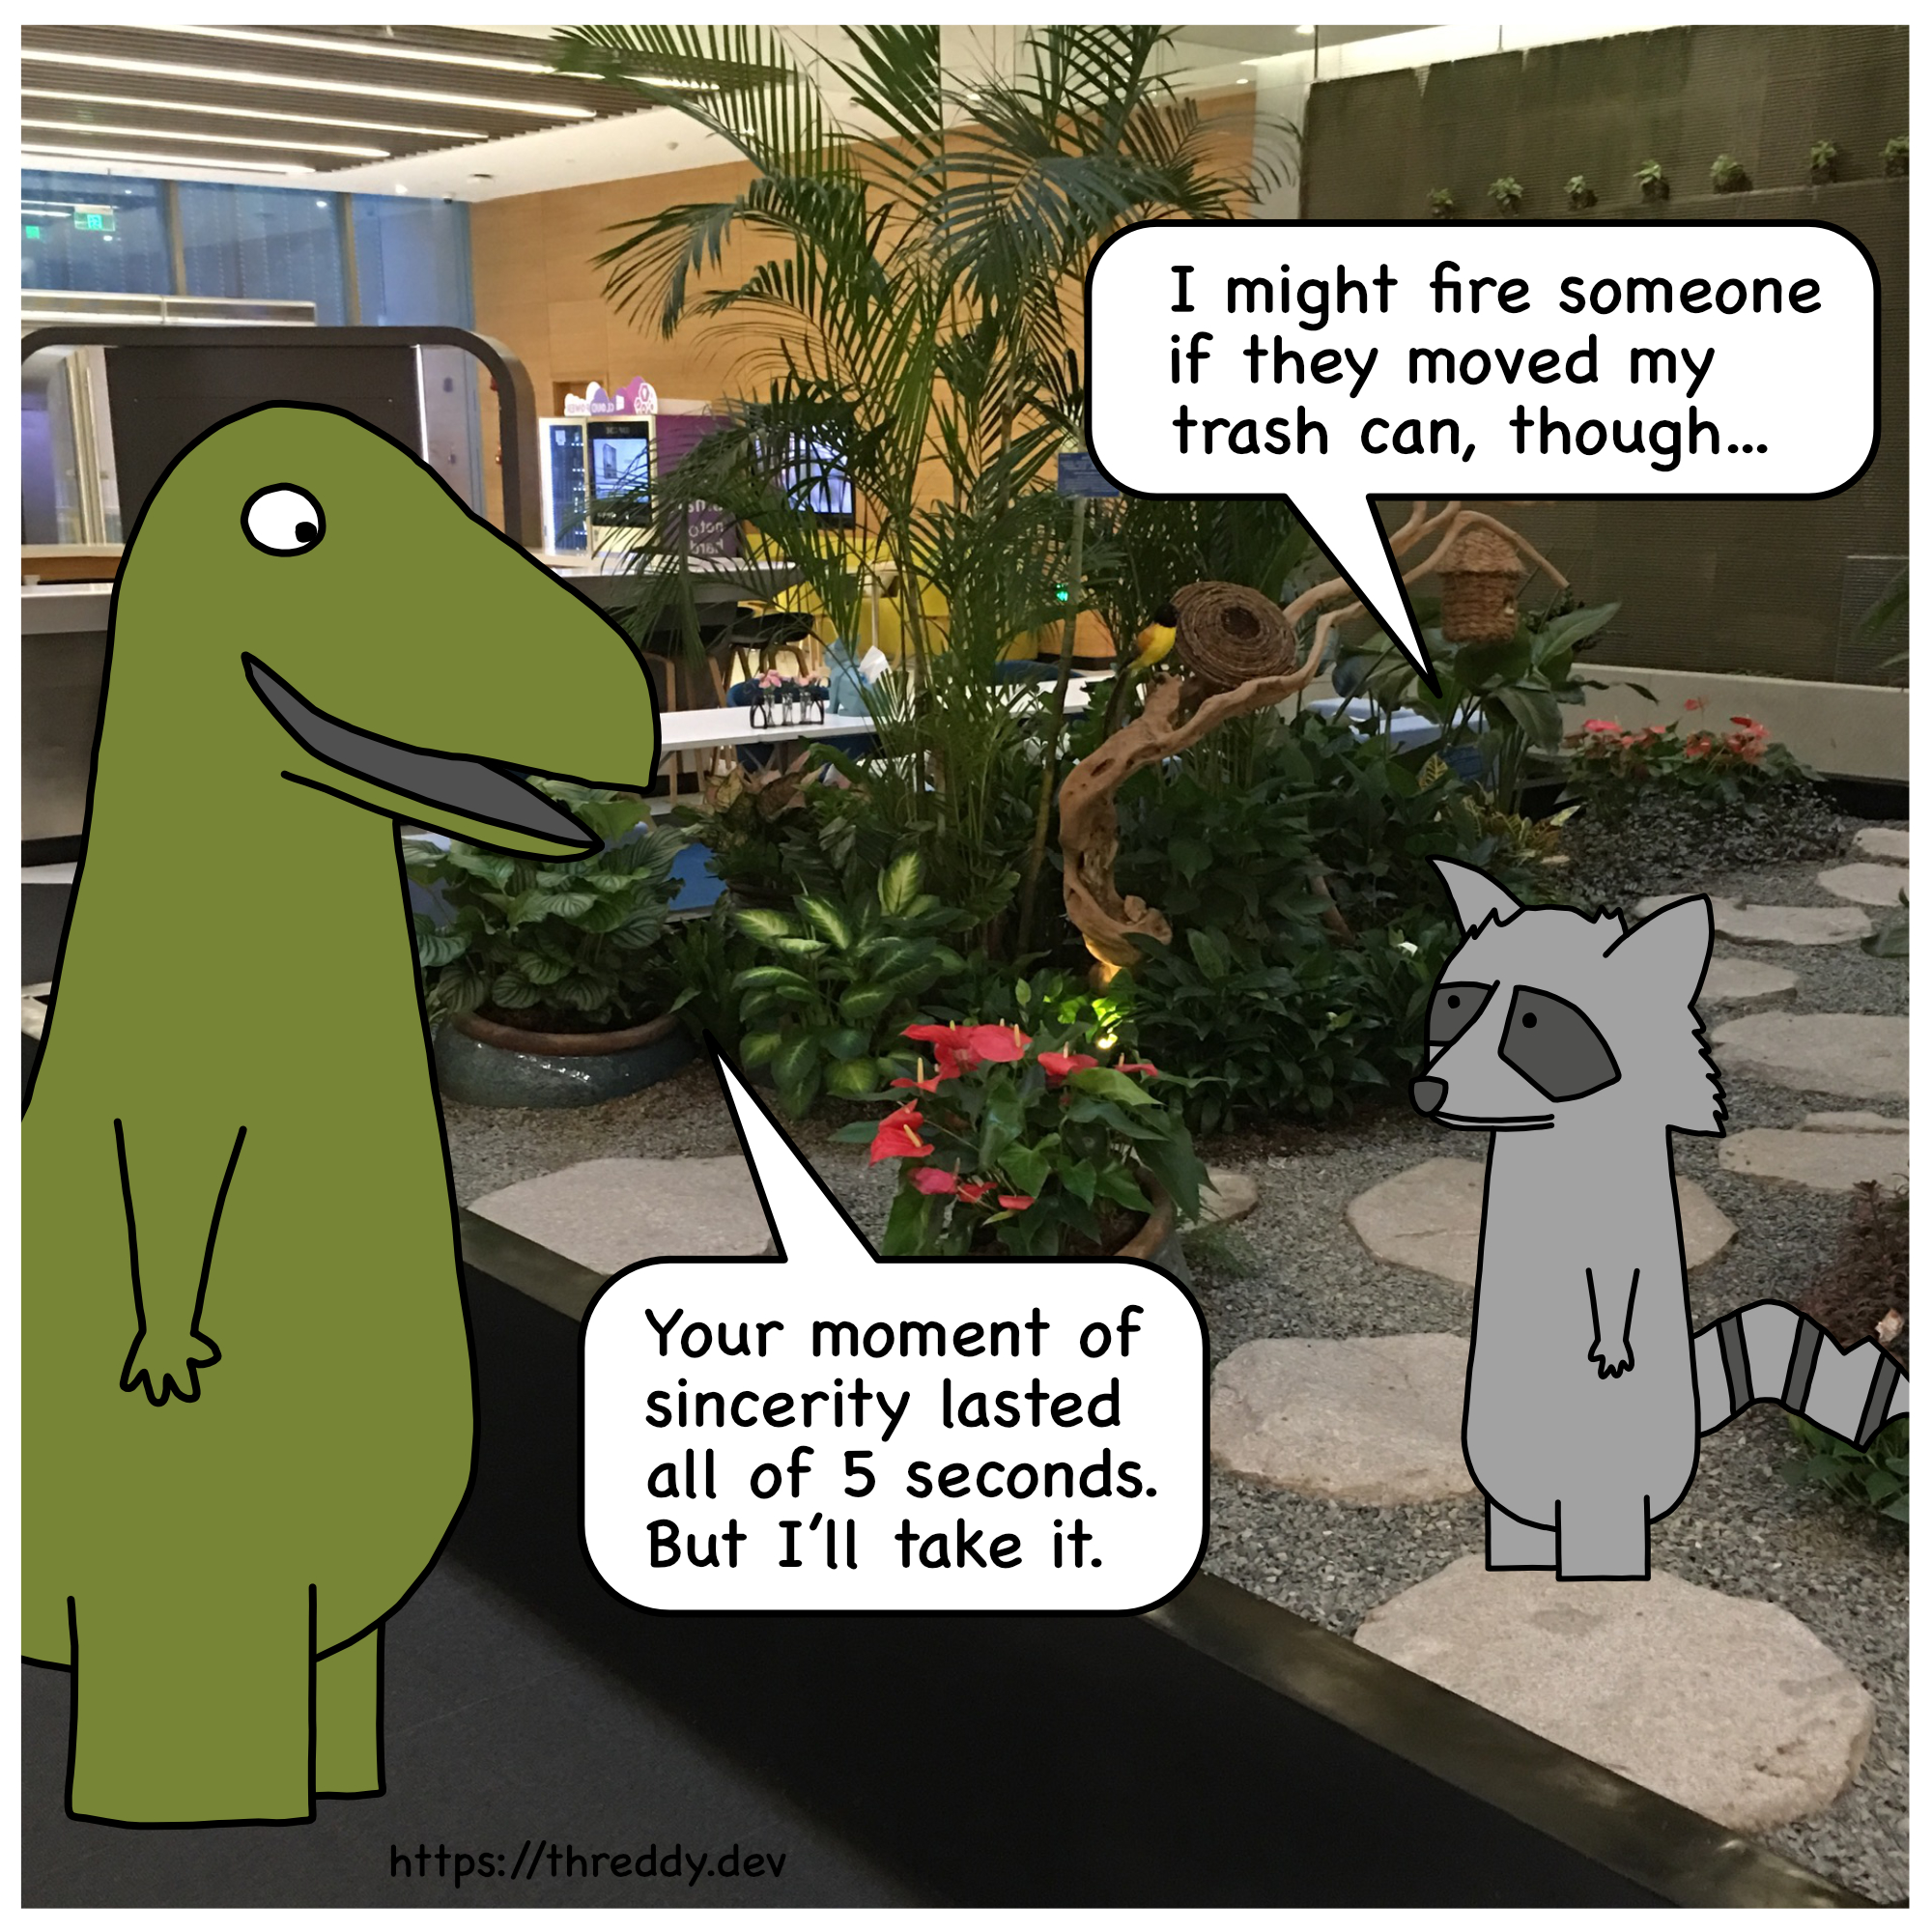 I might fire someone
if they moved my
trash can, though...
Your moment of
sincerity lasted
all of 5 seconds.
But I'll take it.
https://threddy.dev